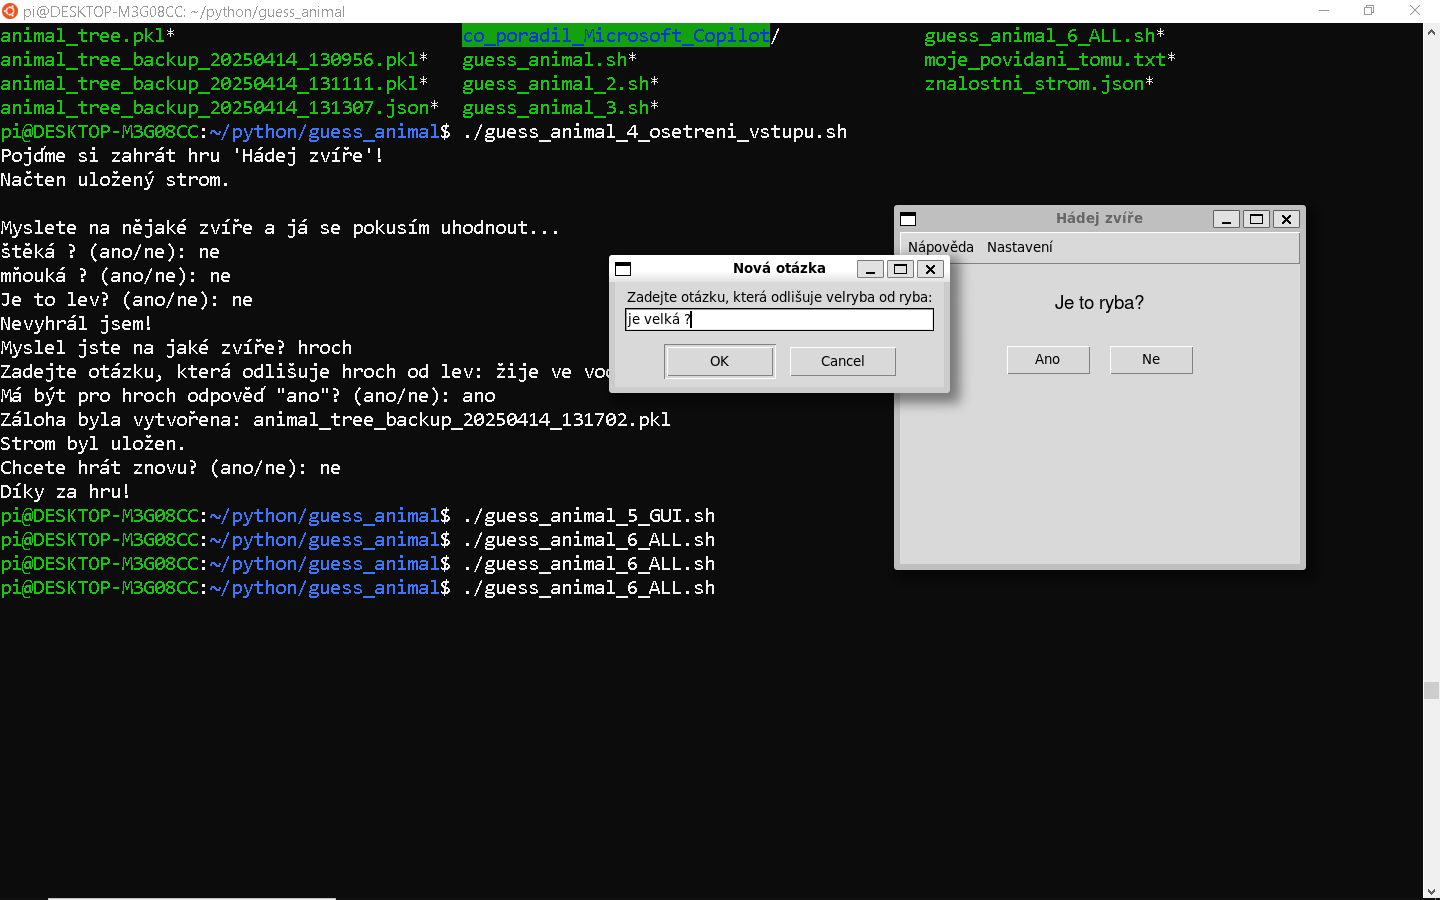 pi@DESKTOP-M3G08CC: ~/python/guess_animal
animal_tree.pkl* co_poradil_Microsoft_Copilot/ guess_animal_6_ALL.sh*
animal_tree_backup_20250414_130956.pkl* guess_animal.sh* moje_povidani_tomu.txt*
animal_tree_backup_20250414_131111.pkl* guess_animal_2.sh* znalostni_strom.json*
animal_tree_backup_20250414_131307.json* guess_animal_3.sh*
pi@DESKTOP-M3G08CC:~/python/guess_animal$ ./guess_animal_4_osetreni_vstupu.sh
Pojďme si zahrát hru 'Hádej zvíře'!
Načten uložený strom.
Myslete na nějaké zvíře a já se pokusím uhodnout...
štěká ? (ano/ne): ne
mňouká ? (ano/ne): ne
Je to lev? (ano/ne): ne
Nevyhrál jsem!
Myslel jste na jaké zvíře? hroch
Zadejte otázku, která odlišuje hroch od lev: žije ve vod
Má být pro hroch odpověď "ano"? (ano/ne): ano
Záloha byla vytvořena: animal_tree_backup_20250414_131702.pkl
Strom byl uložen.
Chcete hrát znovu? (ano/ne): ne
Díky za hru!
pi@DESKTOP-M3G08CC:~/python/guess_animal$ ./guess_animal_5_GUI.sh
pi@DESKTOP-M3G08CC:~/python/guess_animal$ ./guess_animal_6_ALL.sh
pi@DESKTOP-M3G08CC:~/python/guess_animal$ ./guess_animal_6_ALL.sh
pi@DESKTOP-M3G08CC:~/python/guess_animal$ ./guess_animal_6_ALL.sh
Nová otázka
Zadejte otázku, která odlišuje velryba od ryba:
je velká ?
OK Cancel
Hádej zvíře
Nápověda Nastavení
Je to ryba?
Ano Ne